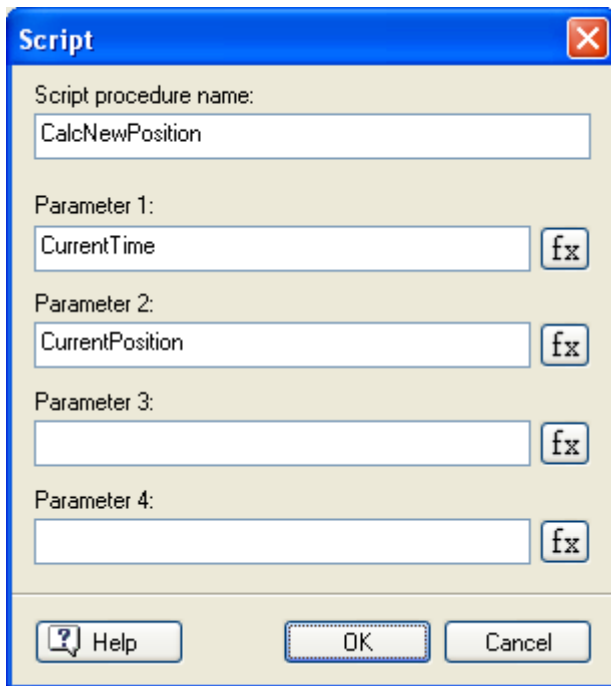 Script
Script procedure name:
CalcNewPosition
Parameter 1:
CurrentTime
fx
Parameter 2:
CurrentPosition
fx
Parameter 3:
fx
Parameter 4:
fx
? Help OK Cancel